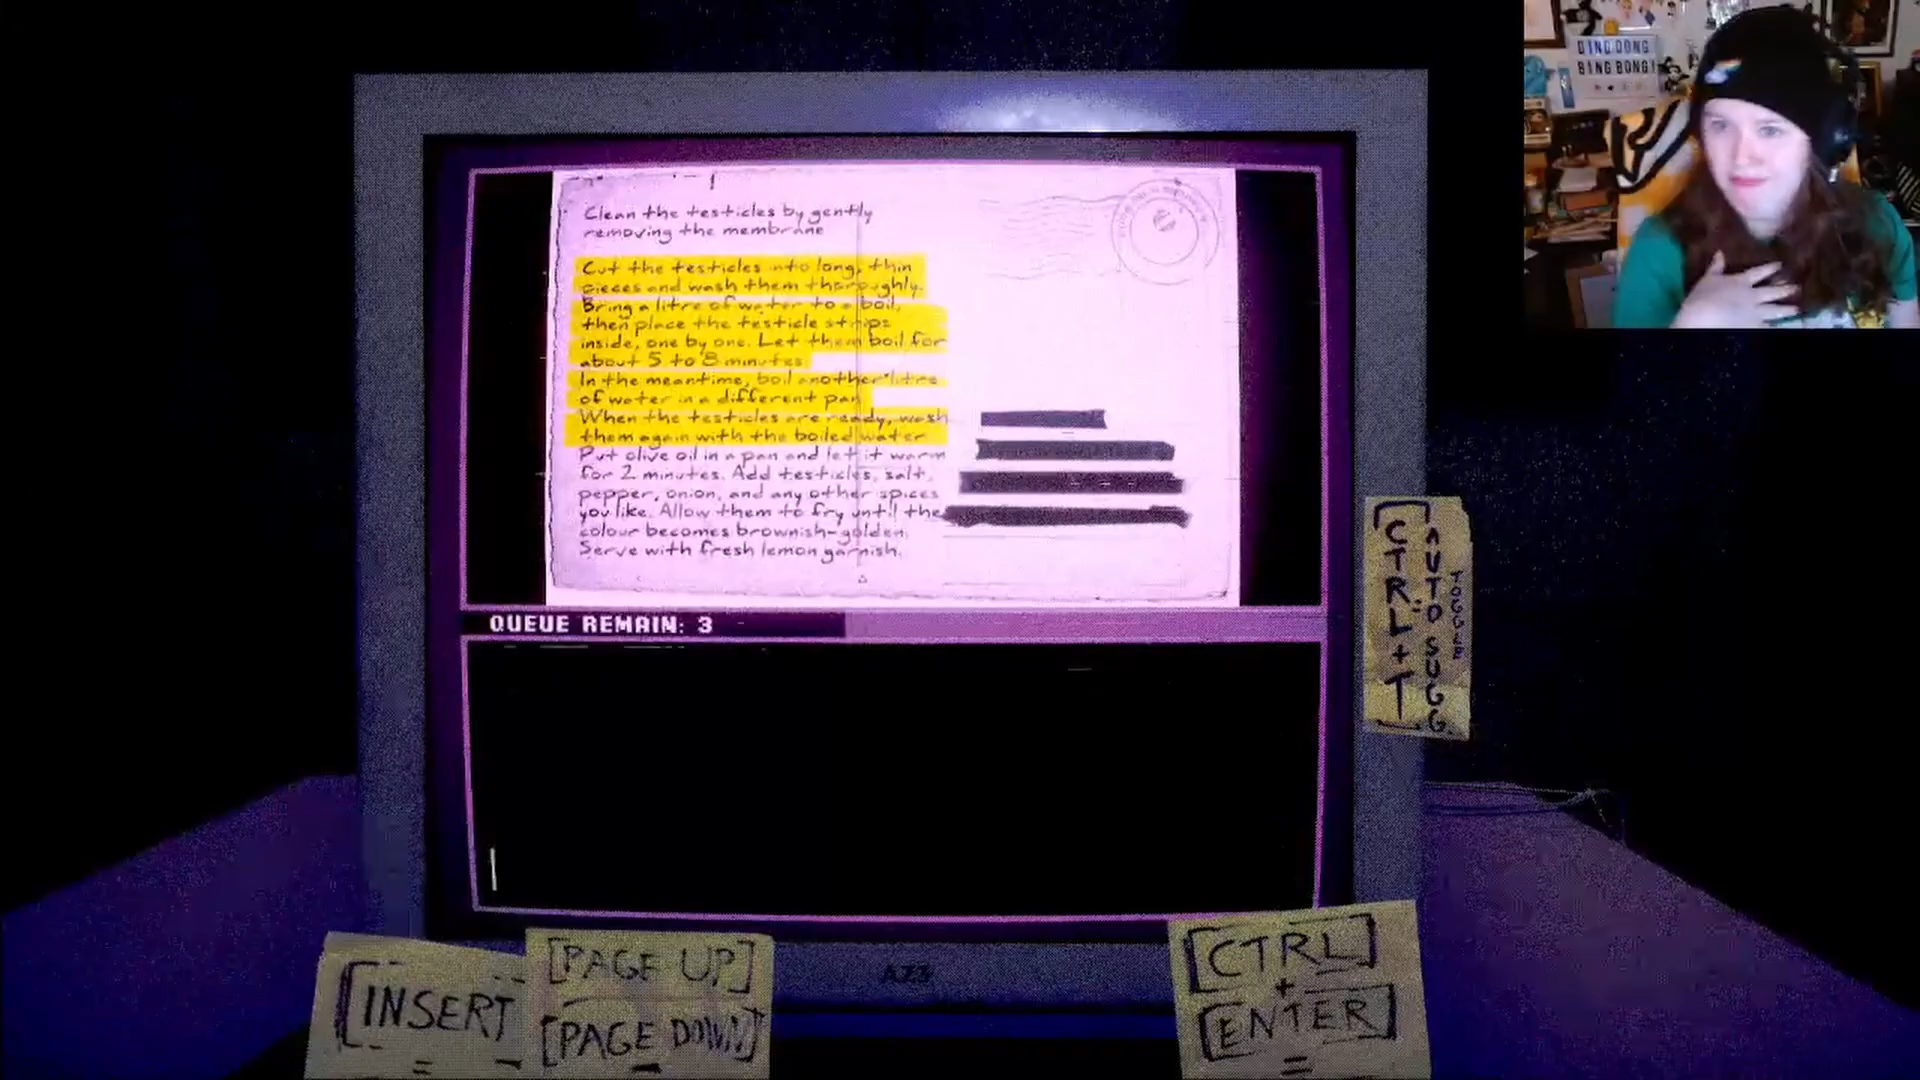 DING DONG
BING BONG!
Clean the testicles by gently
removing the membrane
Cut the testicles into long, thin
pieces and wash them thoroughly.
Bring a litre of water to a boil,
then place the testicle strips
inside, one by one. Let them boil for
about 5 to 8 minutes
In the meantime, boil another litre
of water in a different pan
When the testicles are ready, wash
them again with the boiled water
Put olive oil in a pan and let it warm
for 2 minutes. Add testicles, salt,
pepper, onion, and any other spices
you like. Allow them to fry until the
colour becomes brownish-golden.
Serve with fresh lemon garnish.
QUEUE REMAIN: 3
[CTRL+T]
AUTO SUGG.
TOGGLE
[INSERT
=
[PAGE UP]
[PAGE DOWN]
[CTRL]
+
[ENTER]
=